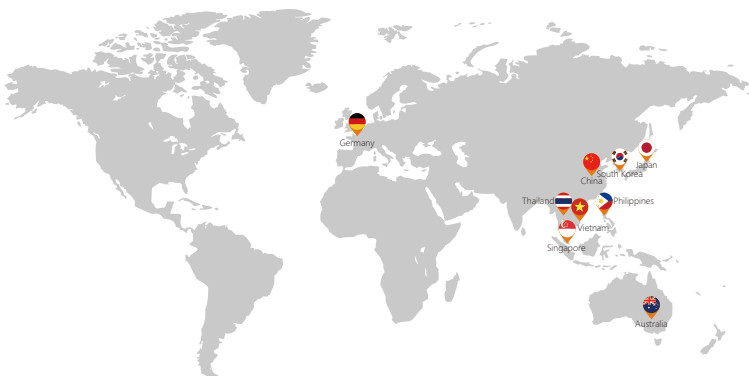 Germany
Japan
South Korea
China
Thailand
Philippines
Vietnam
Singapore
Australia